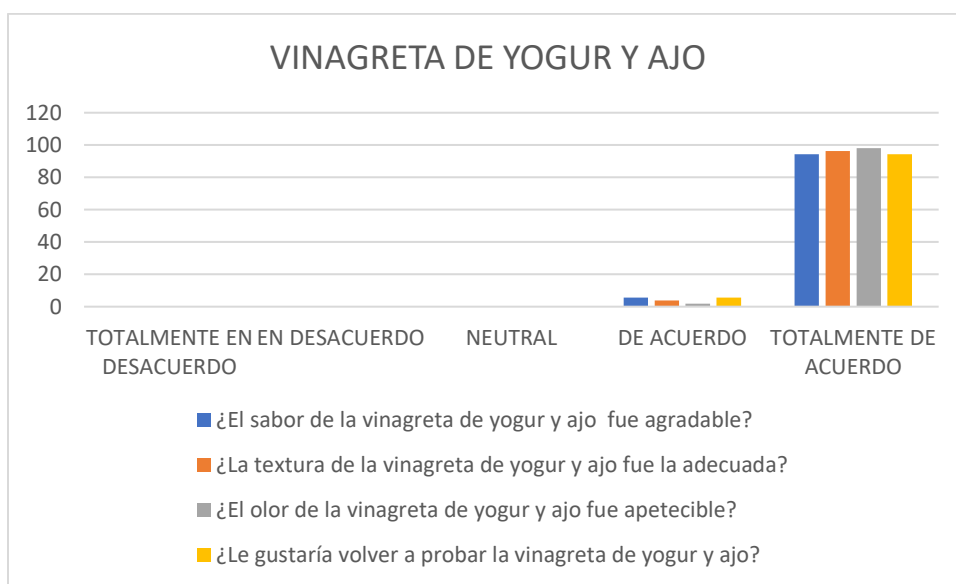 VINAGRETA DE YOGUR Y AJO
120
100
80
60
40
20
0
TOTALMENTE EN DESACUERDO
EN DESACUERDO
NEUTRAL
DE ACUERDO
TOTALMENTE DE ACUERDO
¿El sabor de la vinagreta de yogur y ajo fue agradable?
¿La textura de la vinagreta de yogur y ajo fue la adecuada?
¿El olor de la vinagreta de yogur y ajo fue apetecible?
¿Le gustaría volver a probar la vinagreta de yogur y ajo?